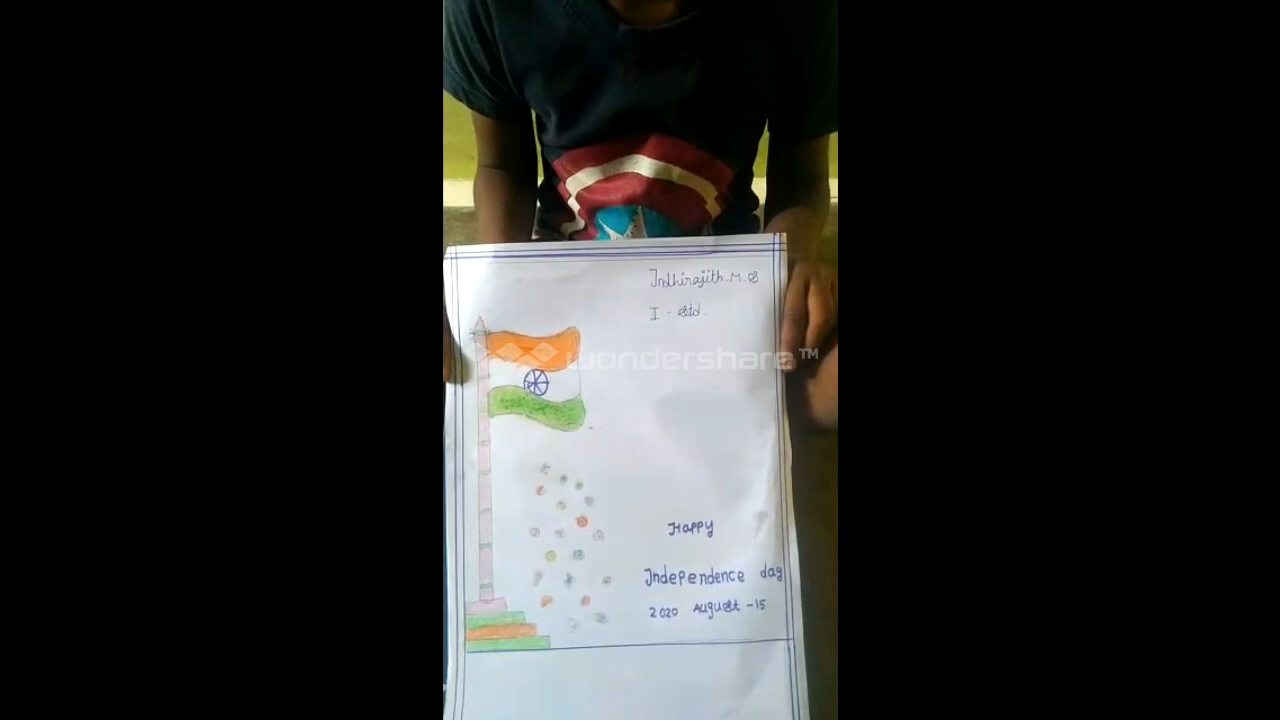 Indhirajith.M.S
I - Std.
wondershare™
Happy
Independence day
2020 August -15